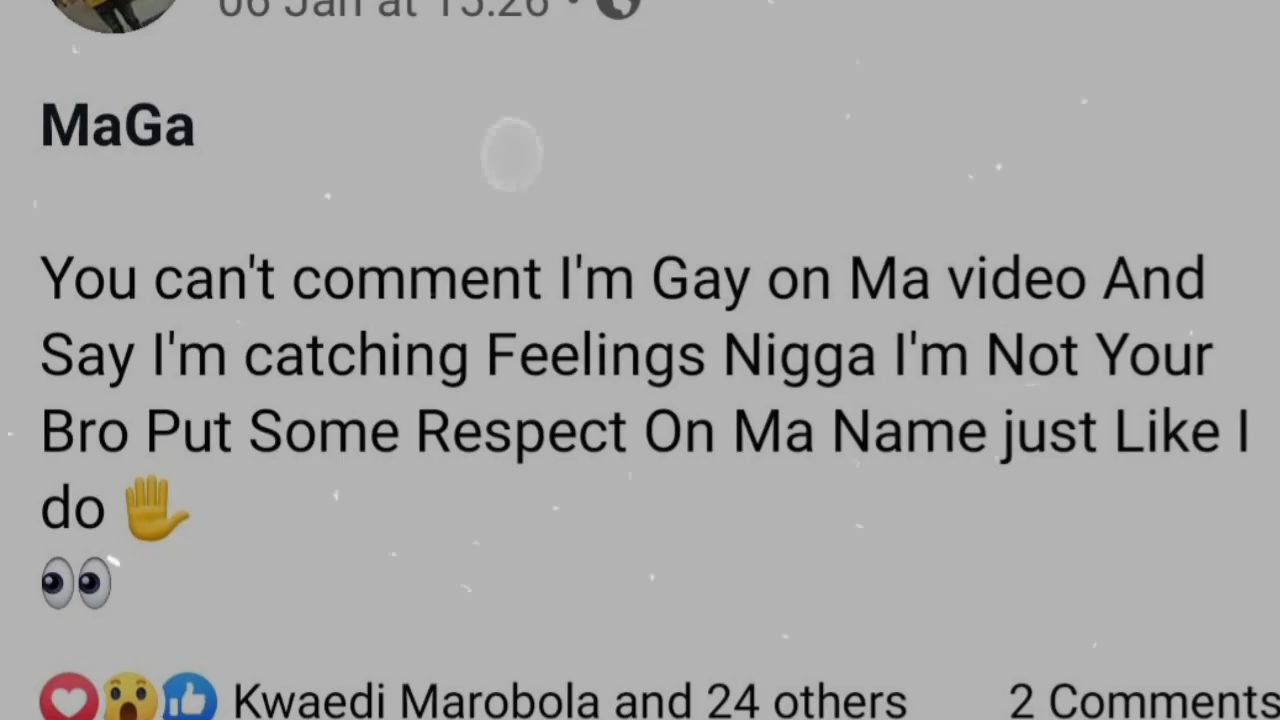 06 Jan at 15:26 ·
MaGa
You can't comment I'm Gay on Ma video And
Say I'm catching Feelings Nigga I'm Not Your
Bro Put Some Respect On Ma Name just Like I
do ✋
👀
Kwaedi Marobola and 24 others 2 Comments